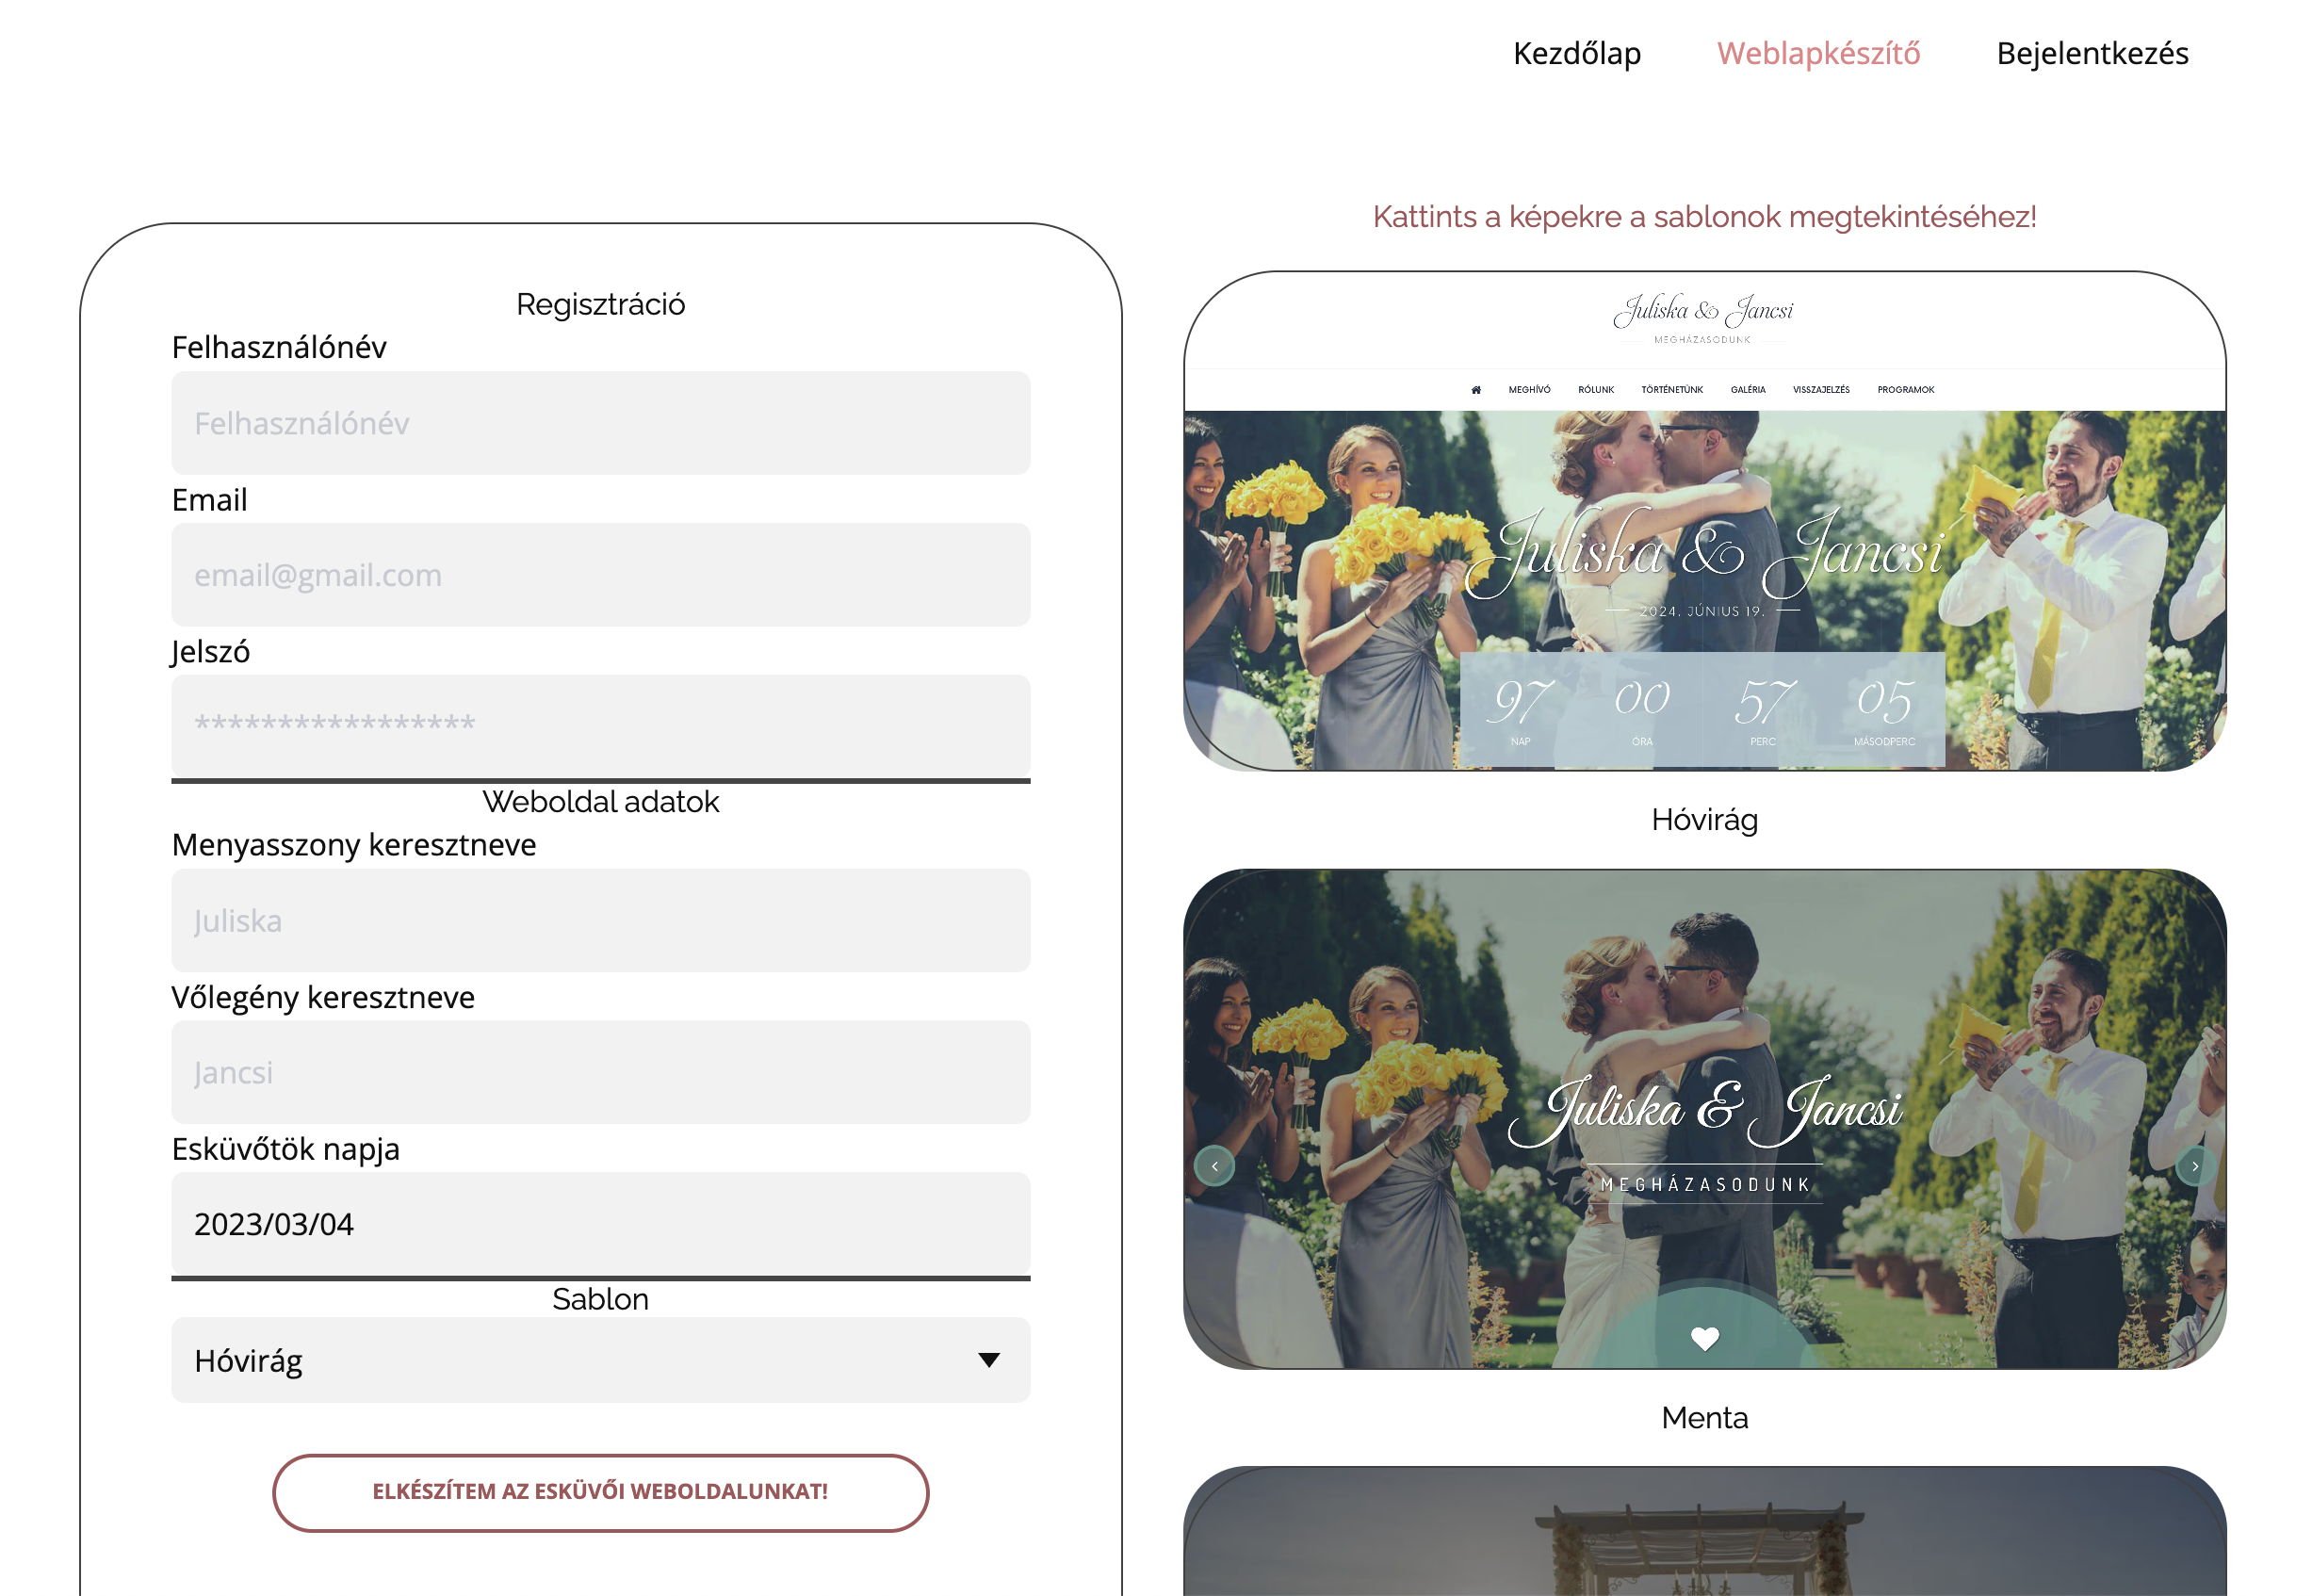 Kezdőlap
Weblapkészítő
Bejelentkezés
Regisztráció
Felhasználónév
Felhasználónév
Email
email@gmail.com
Jelszó
*****************
Weboldal adatok
Menyasszony keresztneve
Juliska
Vőlegény keresztneve
Jancsi
Esküvőtök napja
2023/03/04
Sablon
Hóvirág
ELKÉSZÍTEM AZ ESKÜVŐI WEBOLDALUNKAT!
Kattints a képekre a sablonok megtekintéséhez!
Juliska & Jancsi
MEGHÁZASODUNK
MEGHÍVÓ RÓLUNK TÖRTÉNETÜNK GALÉRIA VISSZAJELZÉS PROGRAMOK
Juliska & Jancsi
2024. JÚNIUS 19.
97 00 57 05
NAP ÓRA PERC MÁSODPERC
Hóvirág
Juliska & Jancsi
MEGHÁZASODUNK
Menta